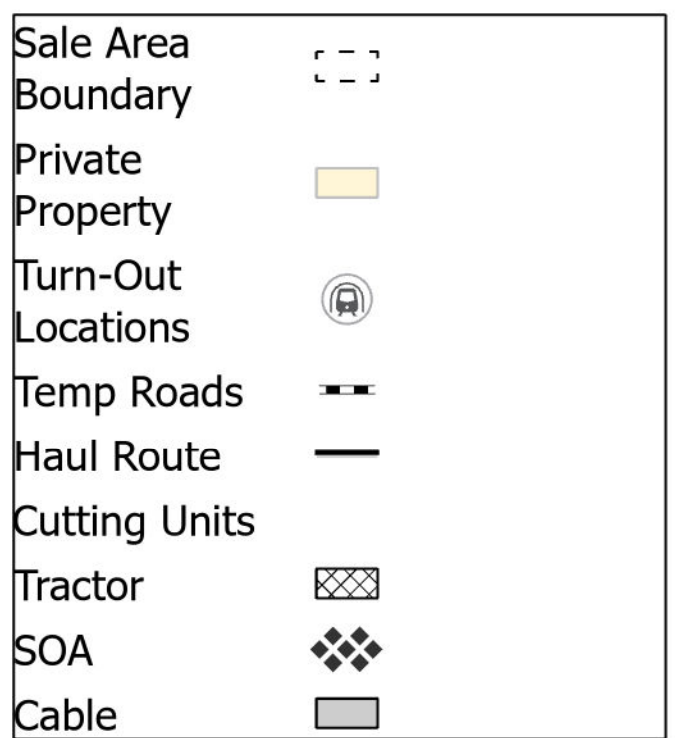 Sale Area
Boundary
Private
Property
Turn-Out
Locations
Temp Roads
Haul Route
Cutting Units
Tractor
SOA
Cable